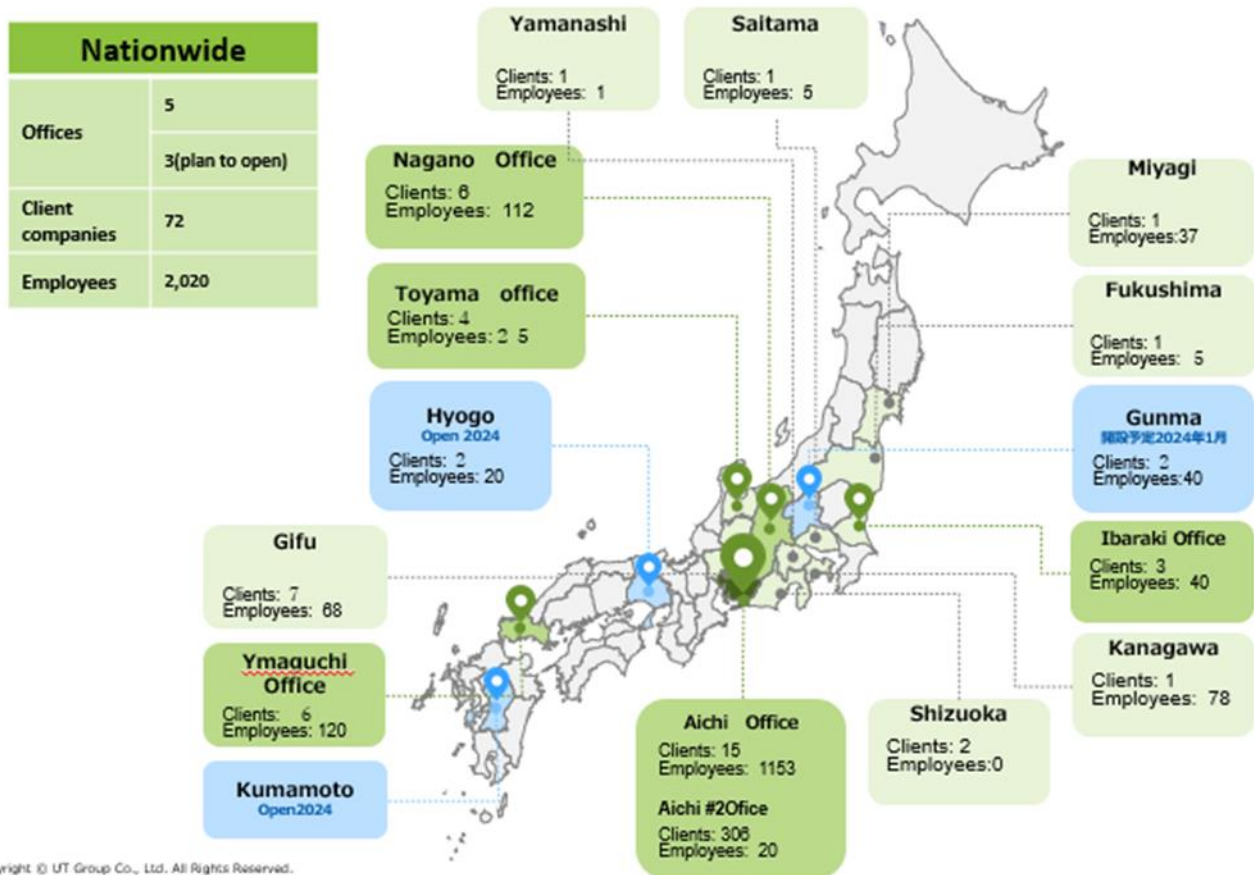 Nationwide
Offices
5
3(plan to open)
Client
companies
72
Employees
2,020
Yamanashi
Clients: 1
Employees: 1
Saitama
Clients: 1
Employees: 5
Nagano Office
Clients: 6
Employees: 112
Toyama office
Clients: 4
Employees: 2 5
Hyogo
Open 2024
Clients: 2
Employees: 20
Gifu
Clients: 7
Employees: 68
Ymaguchi
Office
Clients: 6
Employees: 120
Kumamoto
Open2024
Miyagi
Clients: 1
Employees:37
Fukushima
Clients: 1
Employees: 5
Gunma
開設予定2024年1月
Clients: 2
Employees:40
Ibaraki Office
Clients: 3
Employees: 40
Kanagawa
Clients: 1
Employees: 78
Shizuoka
Clients: 2
Employees:0
Aichi Office
Clients: 15
Employees: 1153
Aichi #2Ofice
Clients: 306
Employees: 20
yright © UT Group Co., Ltd. All Rights Reserved.